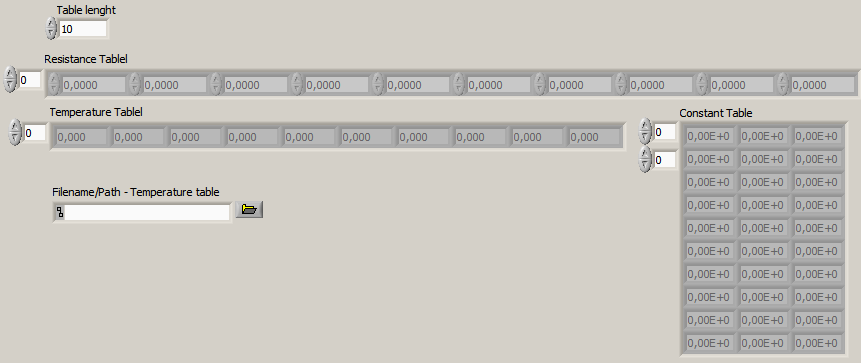 Table lenght
10
Resistance Tablel
0 0,0000 0,0000 0,0000 0,0000 0,0000 0,0000 0,0000 0,0000 0,0000 0,0000
Temperature Tablel
0 0,000 0,000 0,000 0,000 0,000 0,000 0,000 0,000 0,000 0,000
Constant Table
0
0
0,00E+0 0,00E+0 0,00E+0
0,00E+0 0,00E+0 0,00E+0
0,00E+0 0,00E+0 0,00E+0
0,00E+0 0,00E+0 0,00E+0
0,00E+0 0,00E+0 0,00E+0
0,00E+0 0,00E+0 0,00E+0
0,00E+0 0,00E+0 0,00E+0
0,00E+0 0,00E+0 0,00E+0
0,00E+0 0,00E+0 0,00E+0
0,00E+0 0,00E+0 0,00E+0
Filename/Path - Temperature table